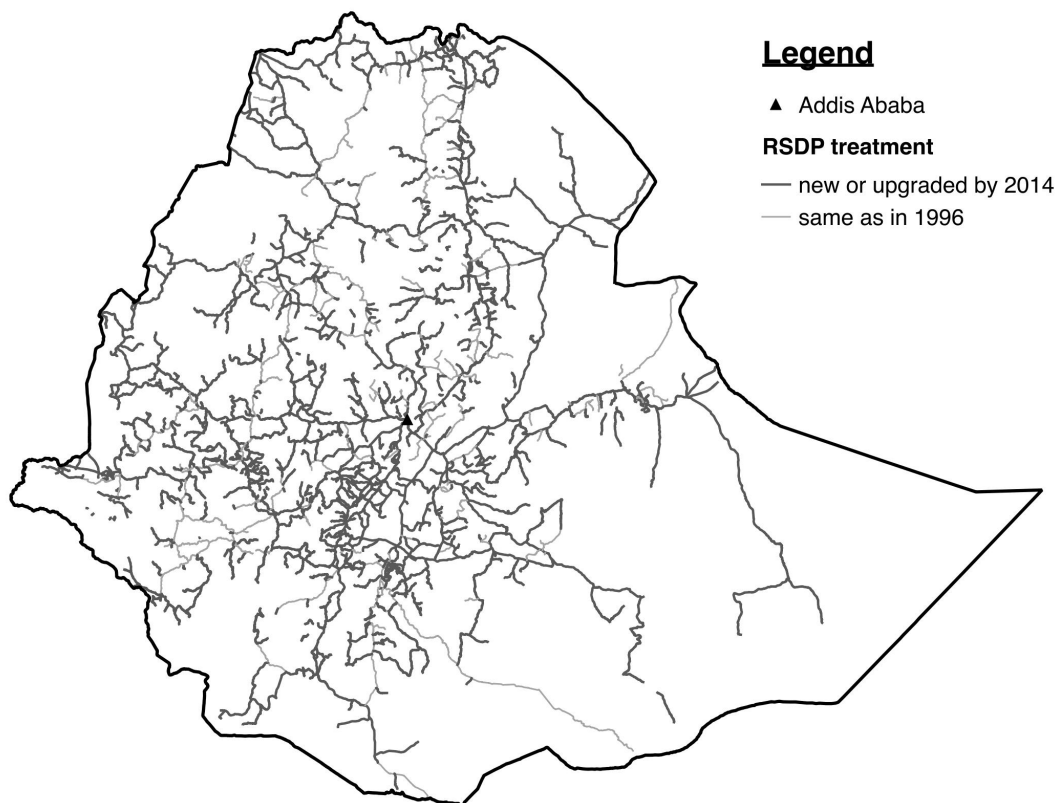 Legend
Addis Ababa
RSDP treatment
new or upgraded by 2014
same as in 1996